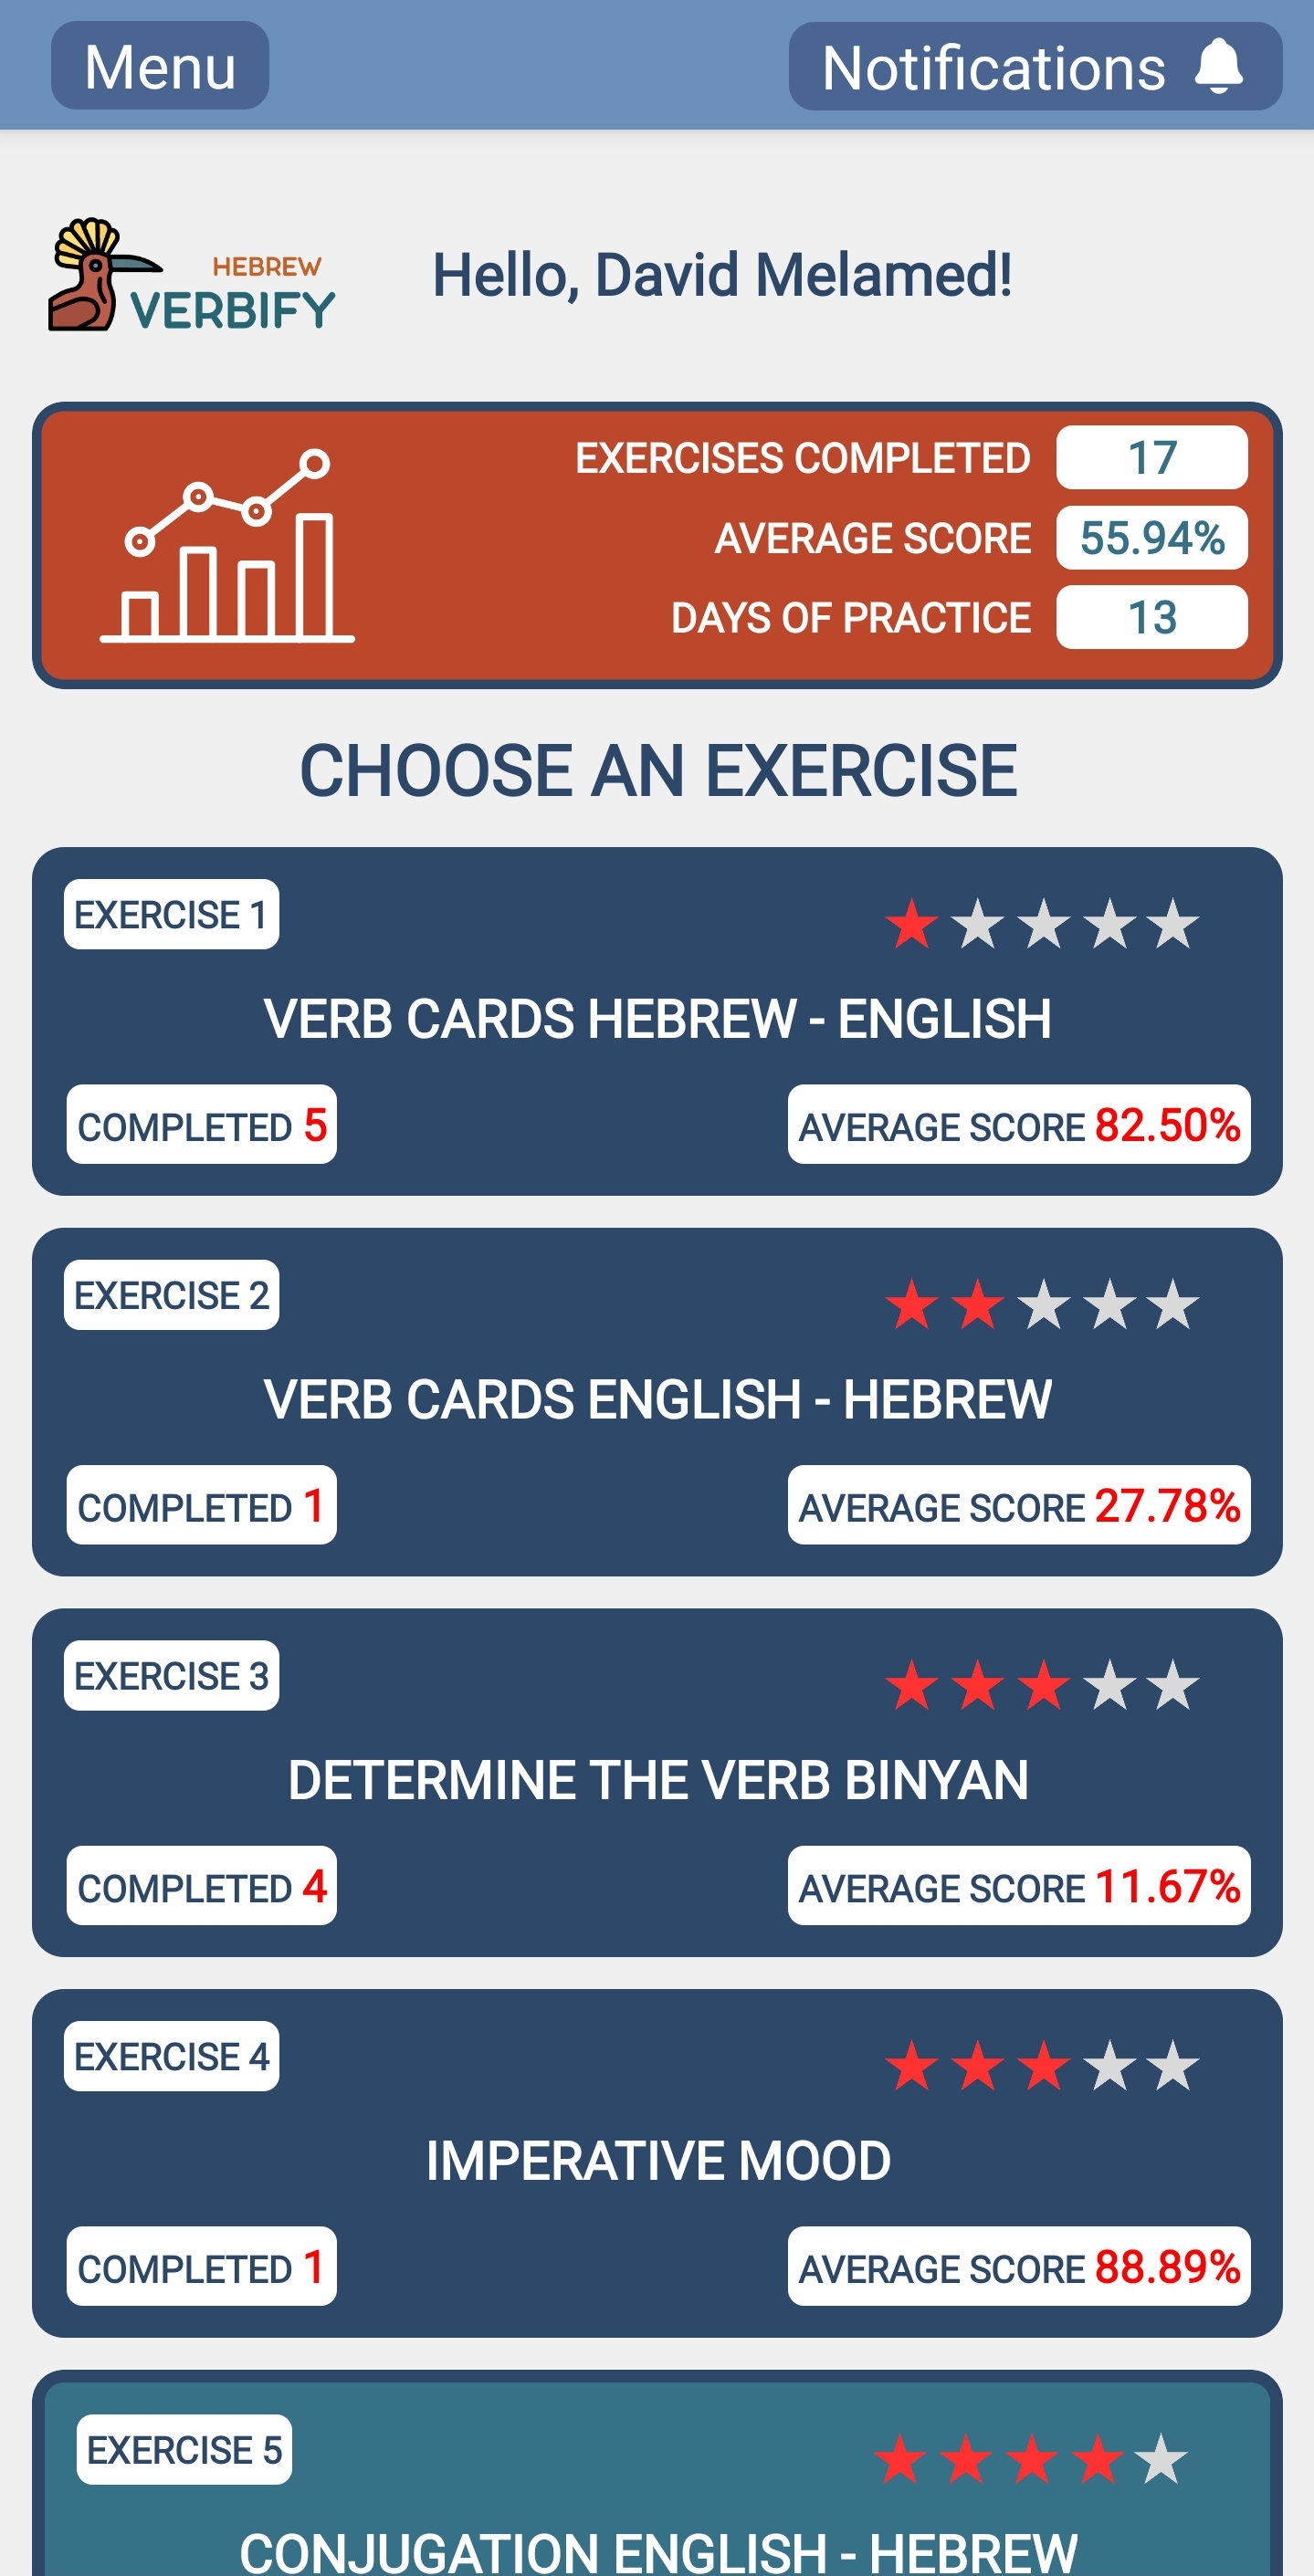 Menu
Notifications
HEBREW
VERBIFY
Hello, David Melamed!
EXERCISES COMPLETED 17
AVERAGE SCORE 55.94%
DAYS OF PRACTICE 13
CHOOSE AN EXERCISE
EXERCISE 1
VERB CARDS HEBREW - ENGLISH
COMPLETED 5 AVERAGE SCORE 82.50%
EXERCISE 2
VERB CARDS ENGLISH - HEBREW
COMPLETED 1 AVERAGE SCORE 27.78%
EXERCISE 3
DETERMINE THE VERB BINYAN
COMPLETED 4 AVERAGE SCORE 11.67%
EXERCISE 4
IMPERATIVE MOOD
COMPLETED 1 AVERAGE SCORE 88.89%
EXERCISE 5
CONJUGATION ENGLISH - HEBREW